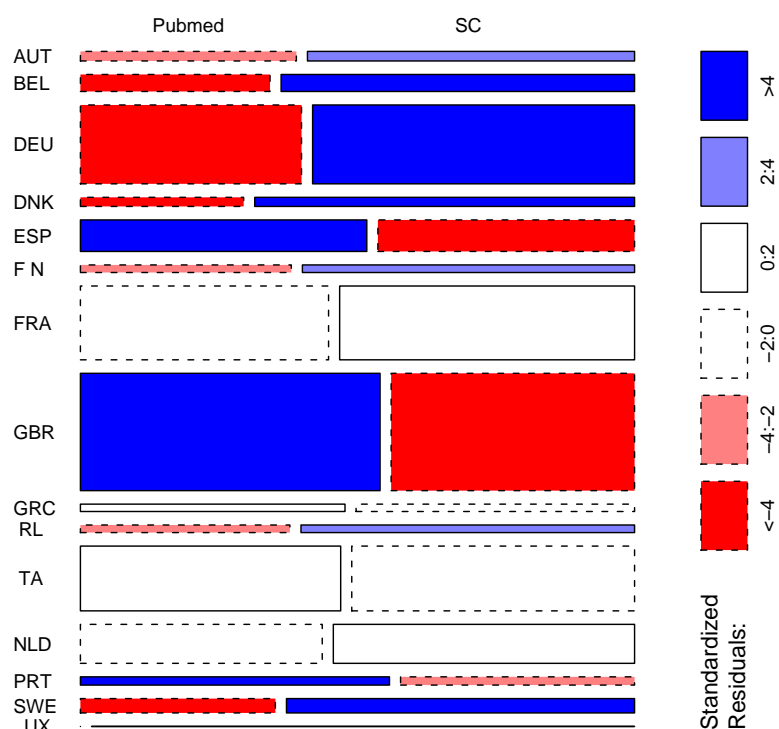 Pubmed SC
AUT
BEL
DEU
DNK
ESP
F N
FRA
GBR
GRC
RL
TA
NLD
PRT
SWE
UX
>4
2:4
0:2
−2:0
−4:−2
<−4
Standardized
Residuals: